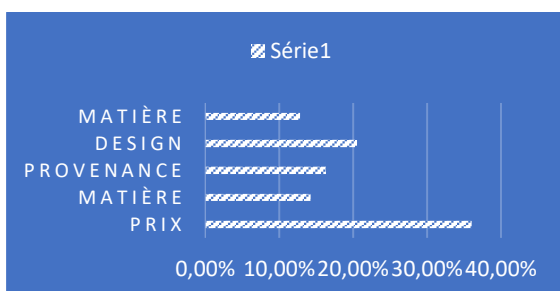 Série1
MATIÈRE
DESIGN
PROVENANCE
MATIÈRE
PRIX
0,00% 10,00% 20,00% 30,00% 40,00%